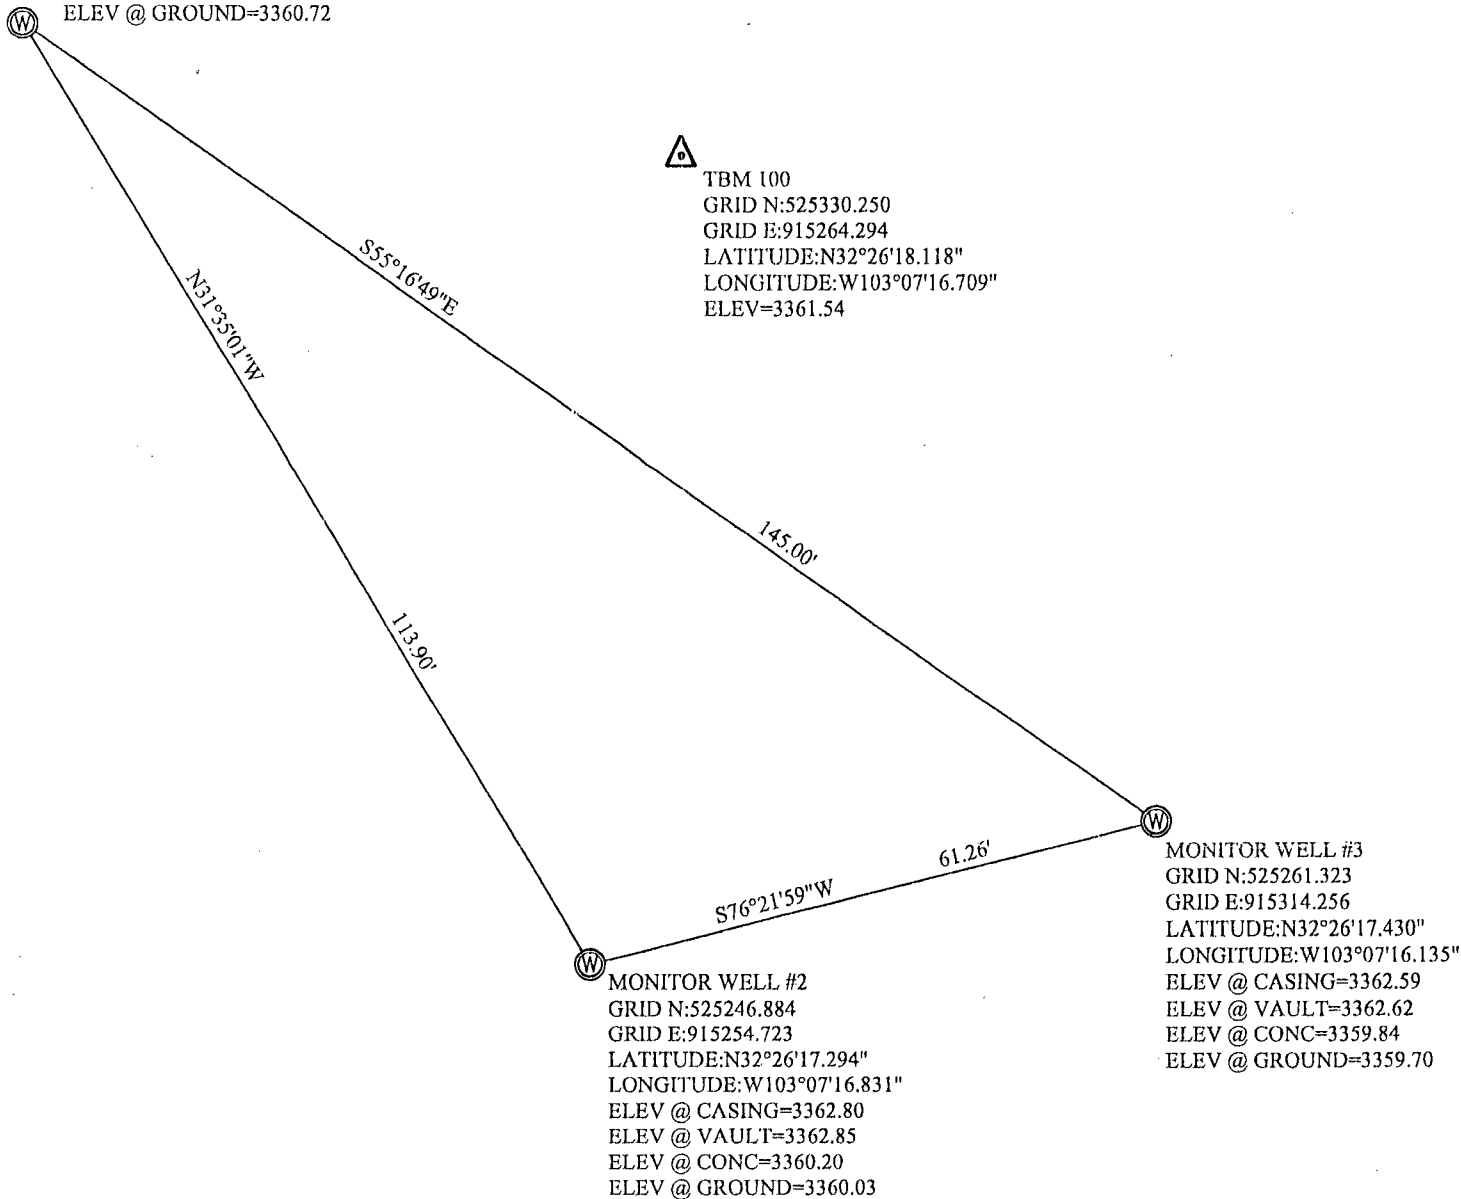 ELEV @ GROUND=3360.72
W
TBM 100
GRID N:525330.250
GRID E:915264.294
LATITUDE:N32°26'18.118"
LONGITUDE:W103°07'16.709"
ELEV=3361.54
S55°16'49"E
N31°35'01"W
145.00'
113.90'
61.26'
S76°21'59"W
W
MONITOR WELL #3
GRID N:525261.323
GRID E:915314.256
LATITUDE:N32°26'17.430"
LONGITUDE:W103°07'16.135"
ELEV @ CASING=3362.59
ELEV @ VAULT=3362.62
ELEV @ CONC=3359.84
ELEV @ GROUND=3359.70
W
MONITOR WELL #2
GRID N:525246.884
GRID E:915254.723
LATITUDE:N32°26'17.294"
LONGITUDE:W103°07'16.831"
ELEV @ CASING=3362.80
ELEV @ VAULT=3362.85
ELEV @ CONC=3360.20
ELEV @ GROUND=3360.03